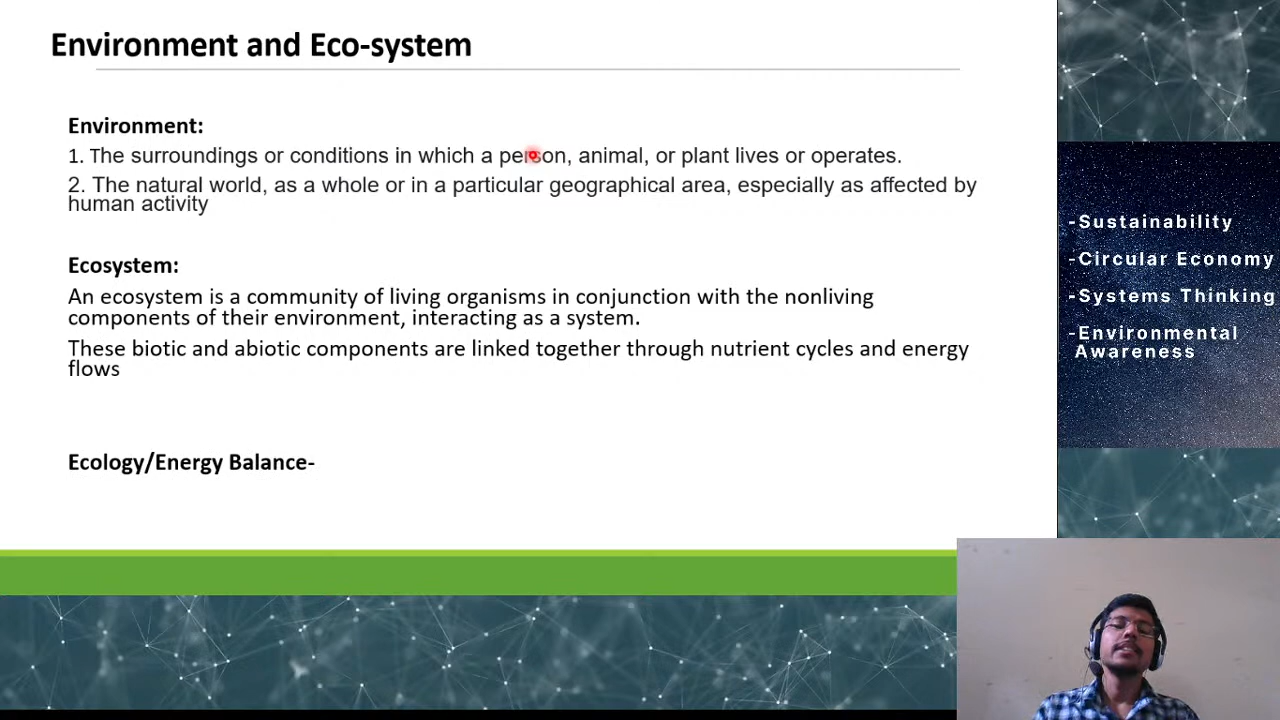 Environment and Eco-system
Environment:
1. The surroundings or conditions in which a person, animal, or plant lives or operates.
2. The natural world, as a whole or in a particular geographical area, especially as affected by
human activity
Ecosystem:
An ecosystem is a community of living organisms in conjunction with the nonliving
components of their environment, interacting as a system.
These biotic and abiotic components are linked together through nutrient cycles and energy
flows
Ecology/Energy Balance-
-Sustainability
-Circular Economy
-Systems Thinking
-Environmental
Awareness